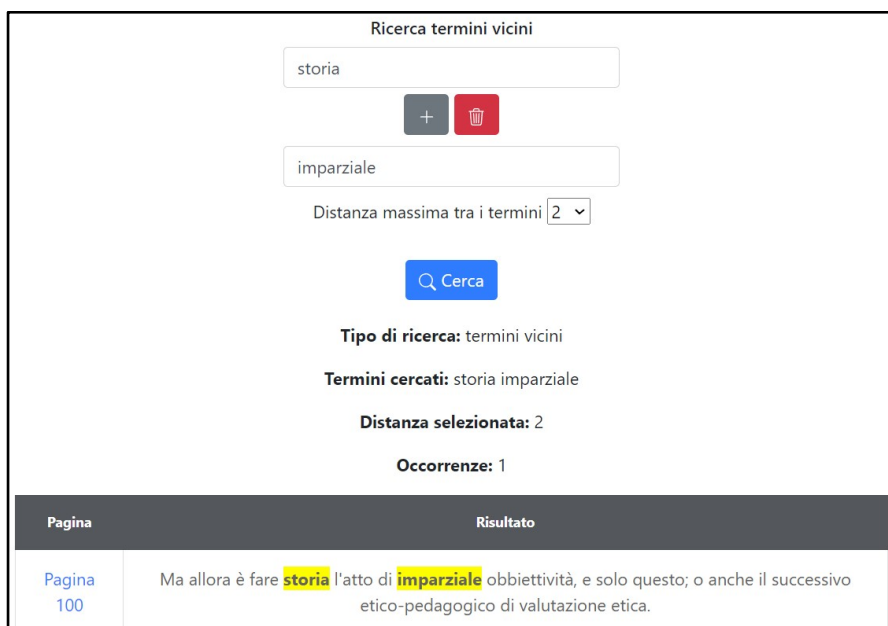 Ricerca termini vicini
storia
+
imparziale
Distanza massima tra i termini 2
Cerca
Tipo di ricerca: termini vicini
Termini cercati: storia imparziale
Distanza selezionata: 2
Occorrenze: 1
Pagina Risultato
Pagina 100
Ma allora è fare storia l'atto di imparziale obbiettività, e solo questo; o anche il successivo
etico-pedagogico di valutazione etica.